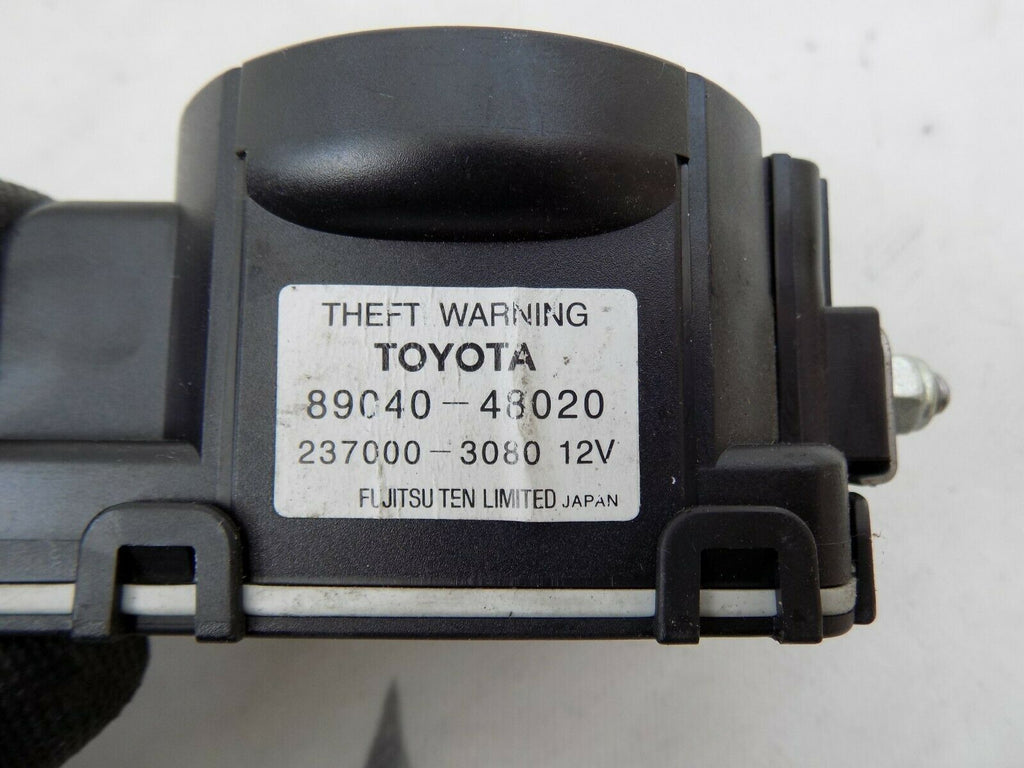 THEFT WARNING
TOYOTA
89040-48020
237000-3080 12V
FUJITSU TEN LIMITED JAPAN